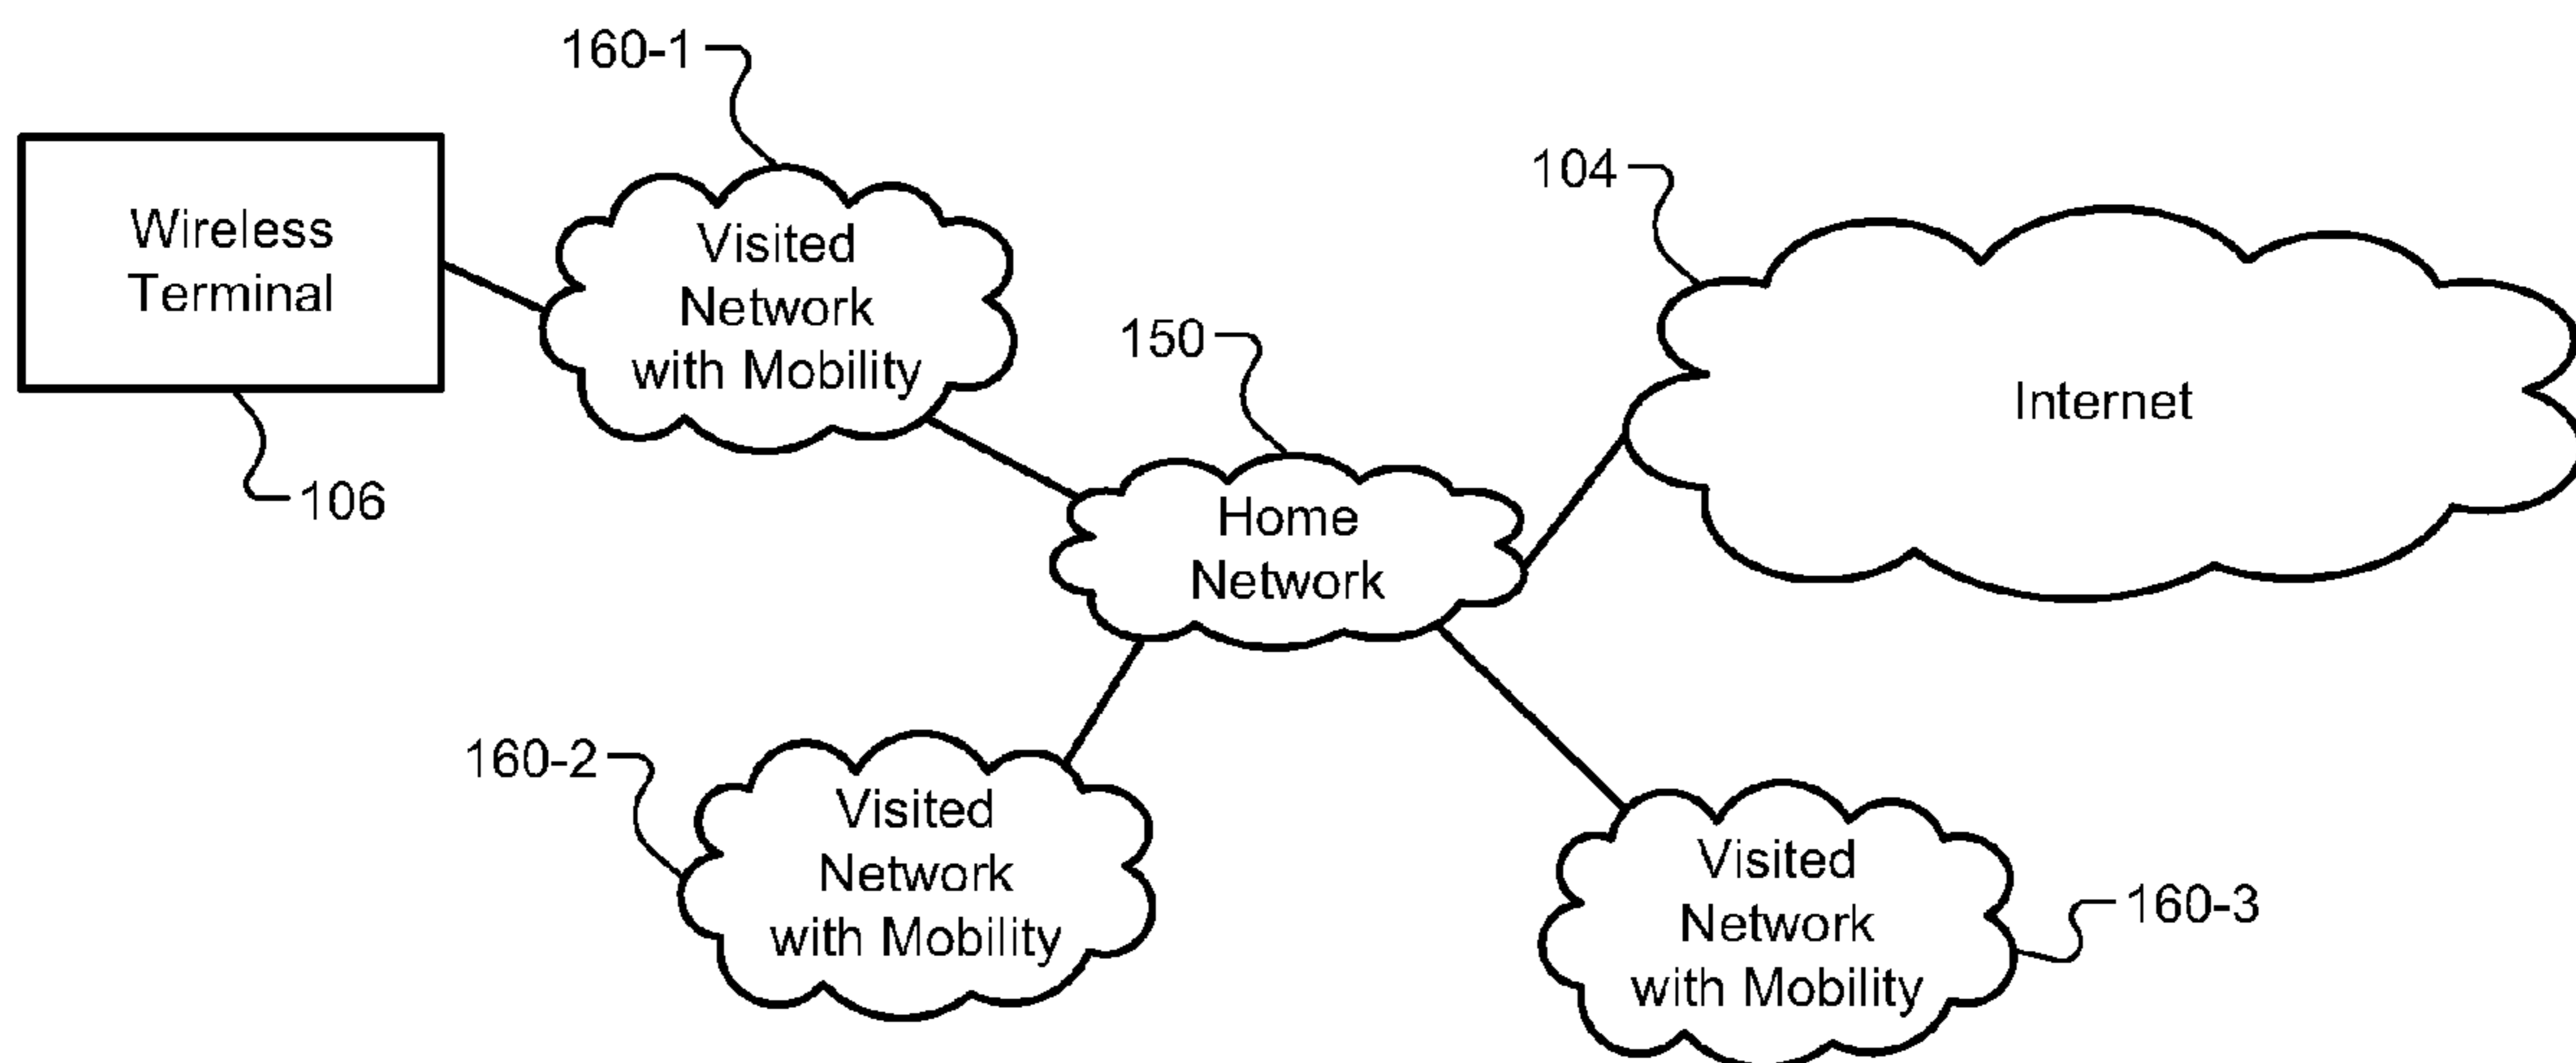 160-1
Wireless
Terminal
106
Visited
Network
with Mobility
104
Internet
150
Home
Network
160-2
Visited
Network
with Mobility
Visited
Network
with Mobility
160-3